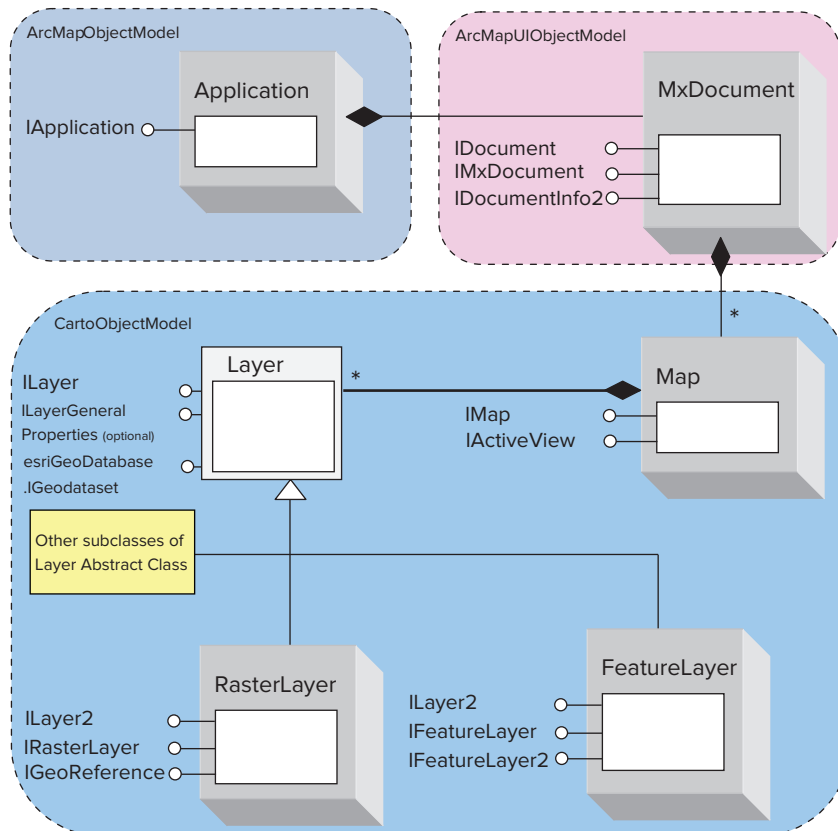 ArcMapObjectModel
Application
IApplication
ArcMapUIObjectModel
MxDocument
IDocument
IMxDocument
IDocumentInfo2
*
CartoObjectModel
Layer
*
ILayer
ILayerGeneral
Properties (optional)
esriGeoDatabase
.IGeodataset
Map
IMap
IActiveView
Other subclasses of
Layer Abstract Class
RasterLayer
ILayer2
IRasterLayer
IGeoReference
FeatureLayer
ILayer2
IFeatureLayer
IFeatureLayer2